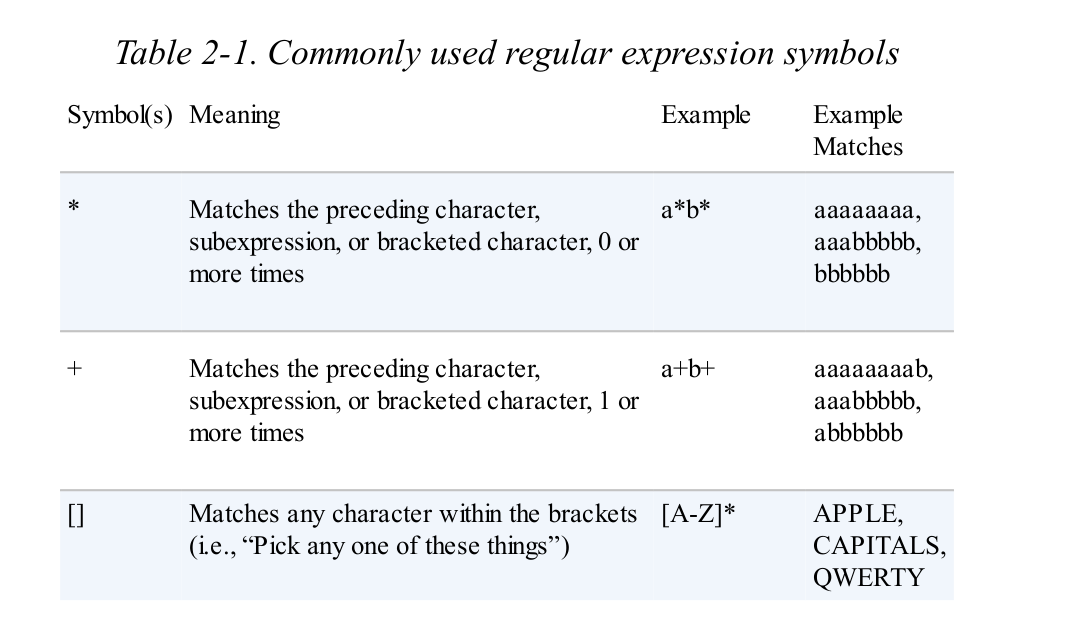 Table 2-1. Commonly used regular expression symbols
Symbol(s) Meaning Example Example
Matches
* Matches the preceding character, a*b* aaaaaaaa,
subexpression, or bracketed character, 0 or aaabbbbb,
more times bbbbbb
+ Matches the preceding character, a+b+ aaaaaaaab,
subexpression, or bracketed character, 1 or aaabbbbb,
more times abbbbbb
[] Matches any character within the brackets [A-Z]* APPLE,
(i.e., “Pick any one of these things”) CAPITALS,
QWERTY